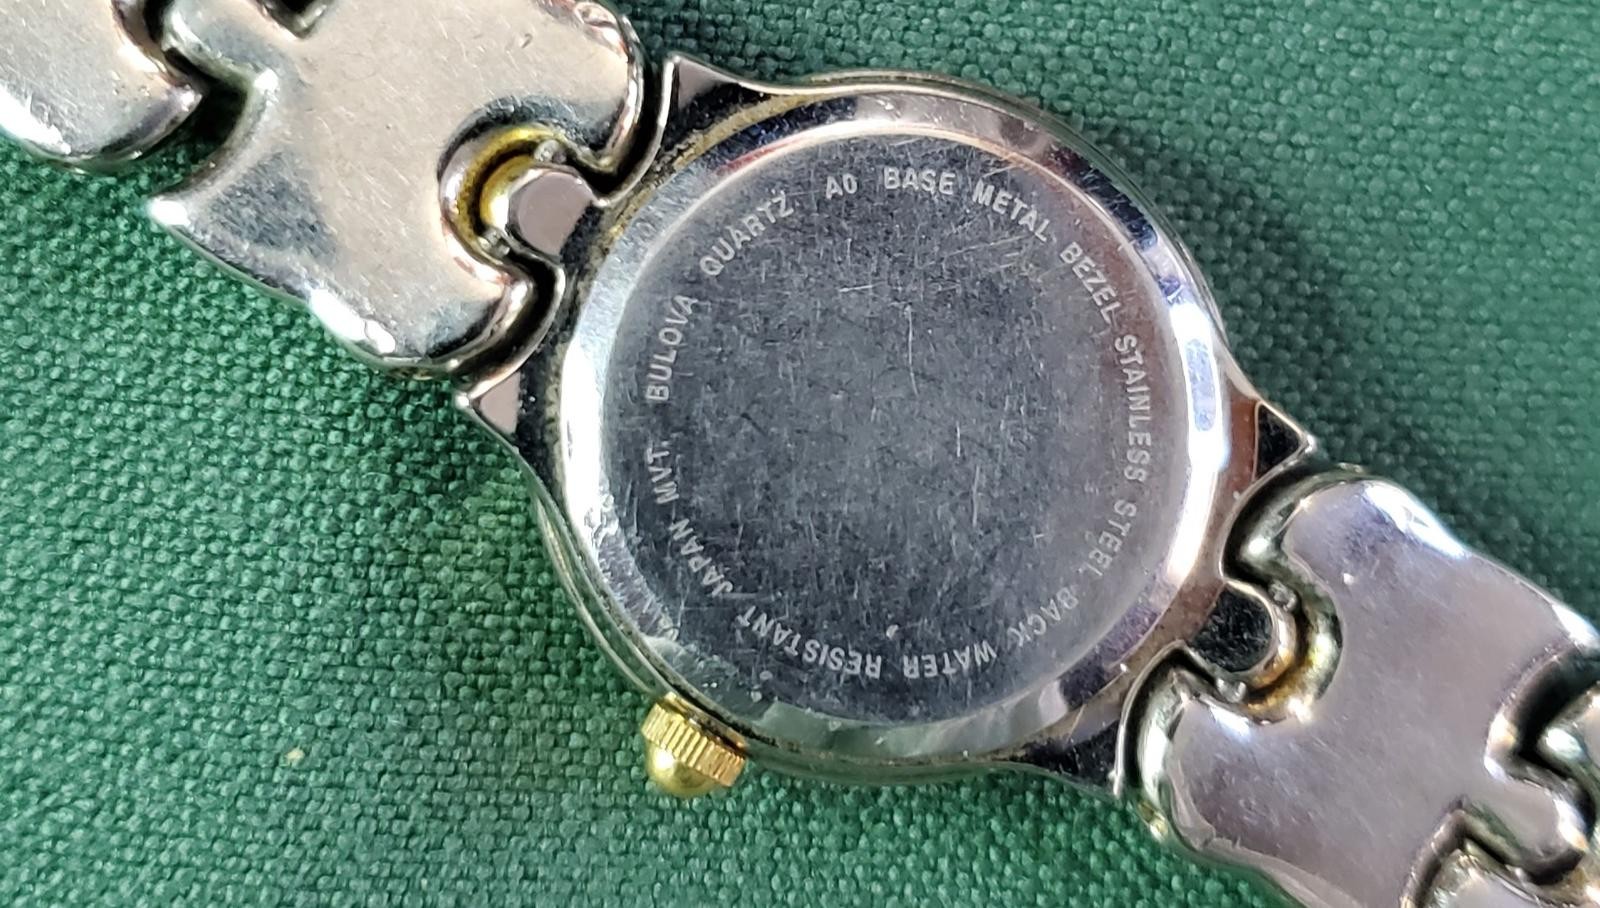 BULOVA QUARTZ A0 BASE METAL BEZEL-STAINLESS STEEL BACK WATER RESISTANT JAPAN MVT.